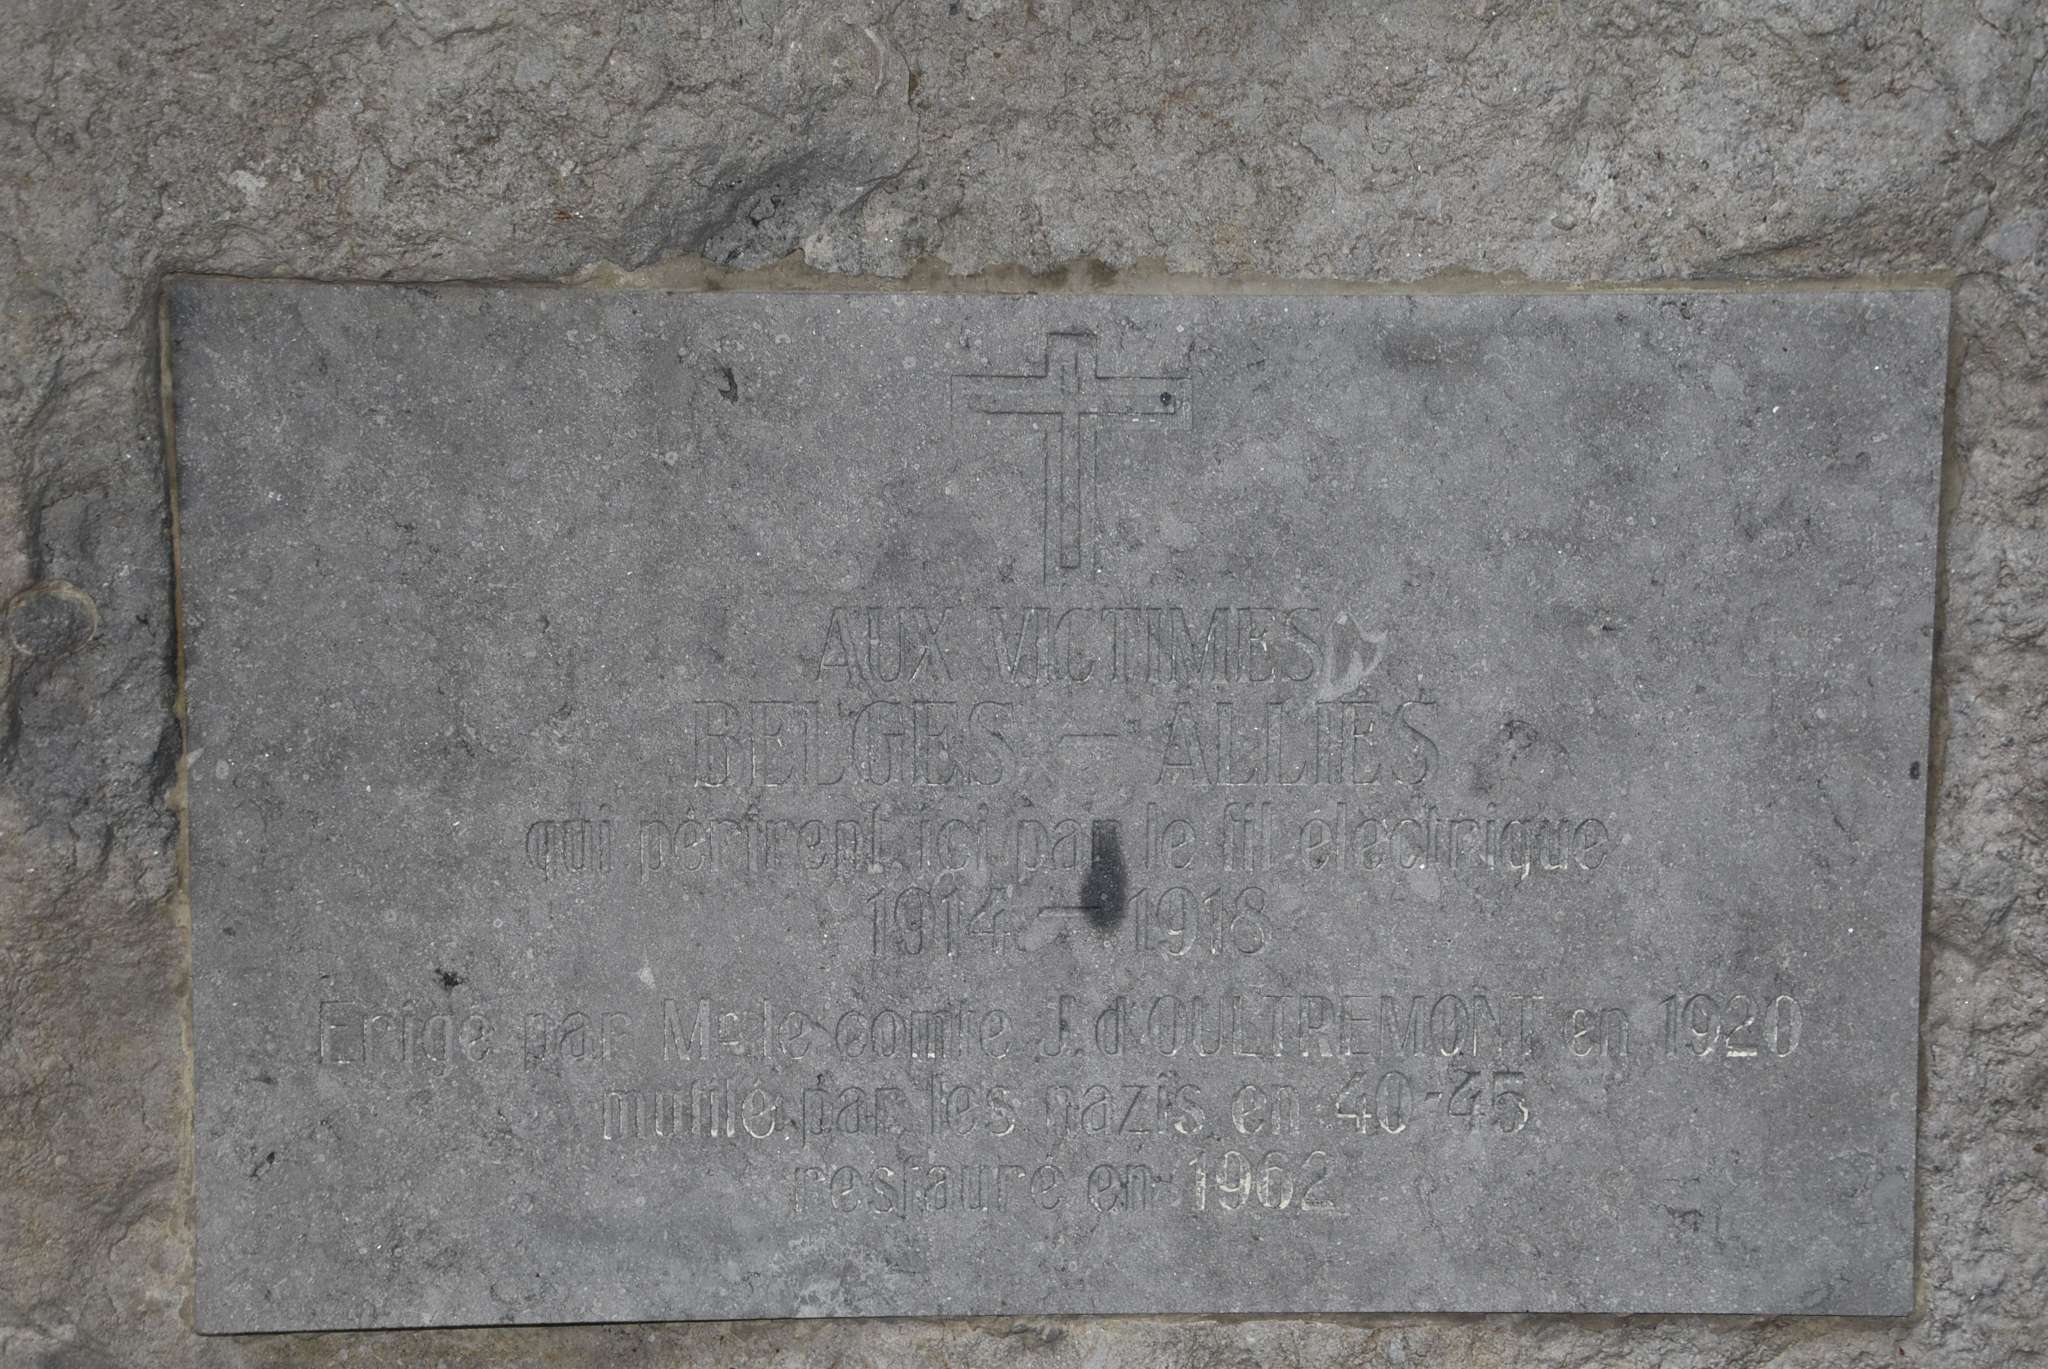 AUX VICTIMES
BELGES — ALLIÉS
qui périrent ici par le fil électrique
1914 — 1918
Erigé par Mr le comte J. d'OULTREMONT en 1920
mutilé par les nazis en 40-45
restauré en 1962